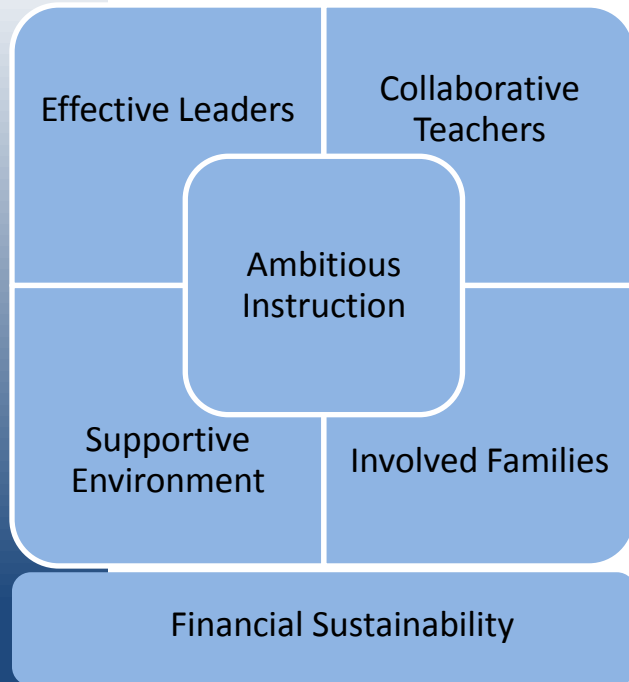 Effective Leaders
Collaborative
Teachers
Ambitious
Instruction
Supportive
Environment
Involved Families
Financial Sustainability